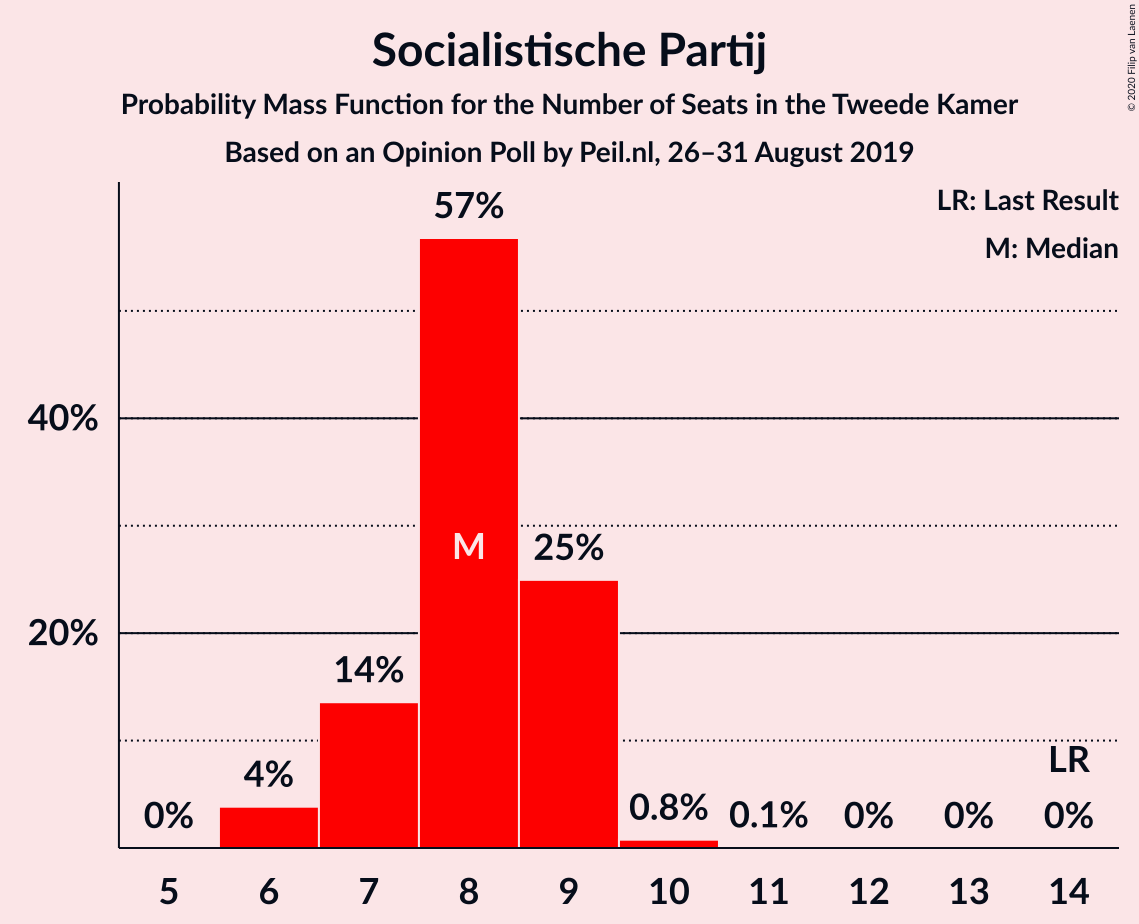 Socialistische Partij
Probability Mass Function for the Number of Seats in the Tweede Kamer
Based on an Opinion Poll by Peil.nl, 26–31 August 2019
© 2020 Filip van Laenen
LR: Last Result
M: Median
57%
40%
M
25%
20%
14%
4%
LR
0%
0.8%
0.1%
0%
0%
0%
5 6 7 8 9 10 11 12 13 14